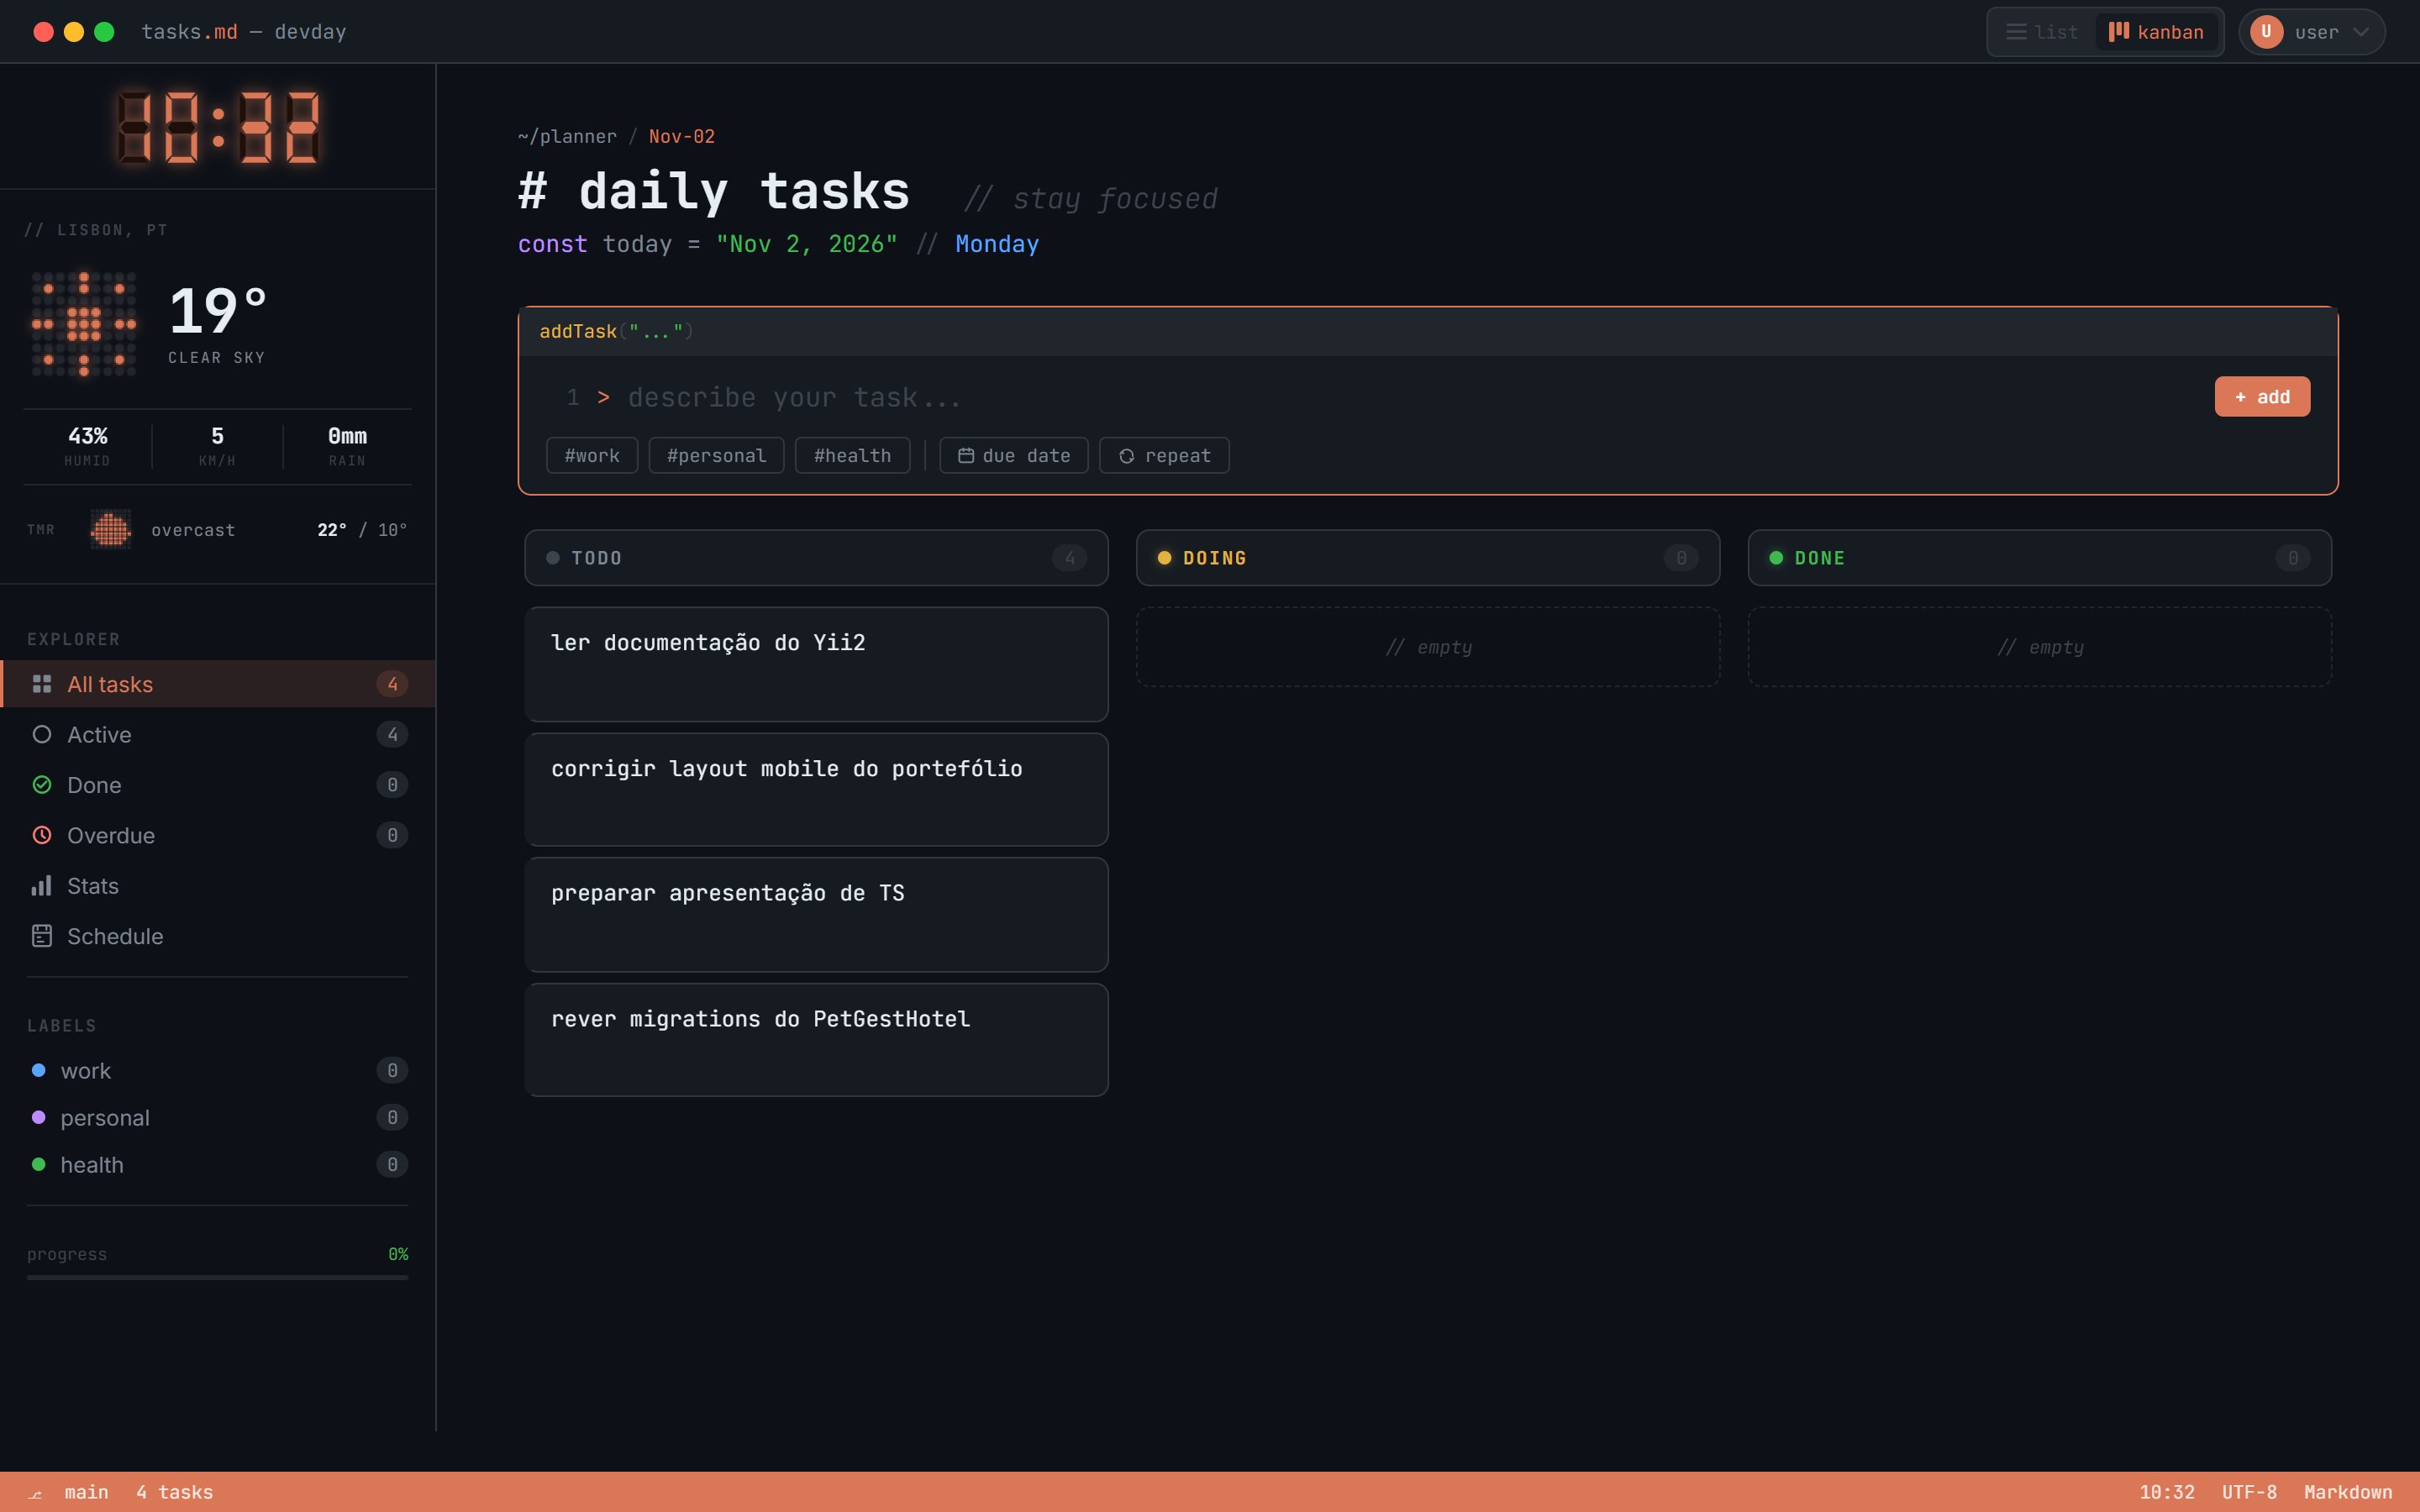 tasks.md — devday
list
kanban
U
user
10:32
// LISBON, PT
19°
CLEAR SKY
43%
HUMID
5
KM/H
0mm
RAIN
TMR
overcast
22° / 10°
EXPLORER
All tasks 4
Active 4
Done 0
Overdue 0
Stats
Schedule
LABELS
work 0
personal 0
health 0
progress 0%
~/planner / Nov-02
# daily tasks // stay focused
const today = "Nov 2, 2026" // Monday
addTask("...")
1 > describe your task...
+ add
#work
#personal
#health
due date
repeat
TODO 4
ler documentação do Yii2
corrigir layout mobile do portefólio
preparar apresentação de TS
rever migrations do PetGestHotel
DOING 0
// empty
DONE 0
// empty
main
4 tasks
10:32
UTF-8
Markdown